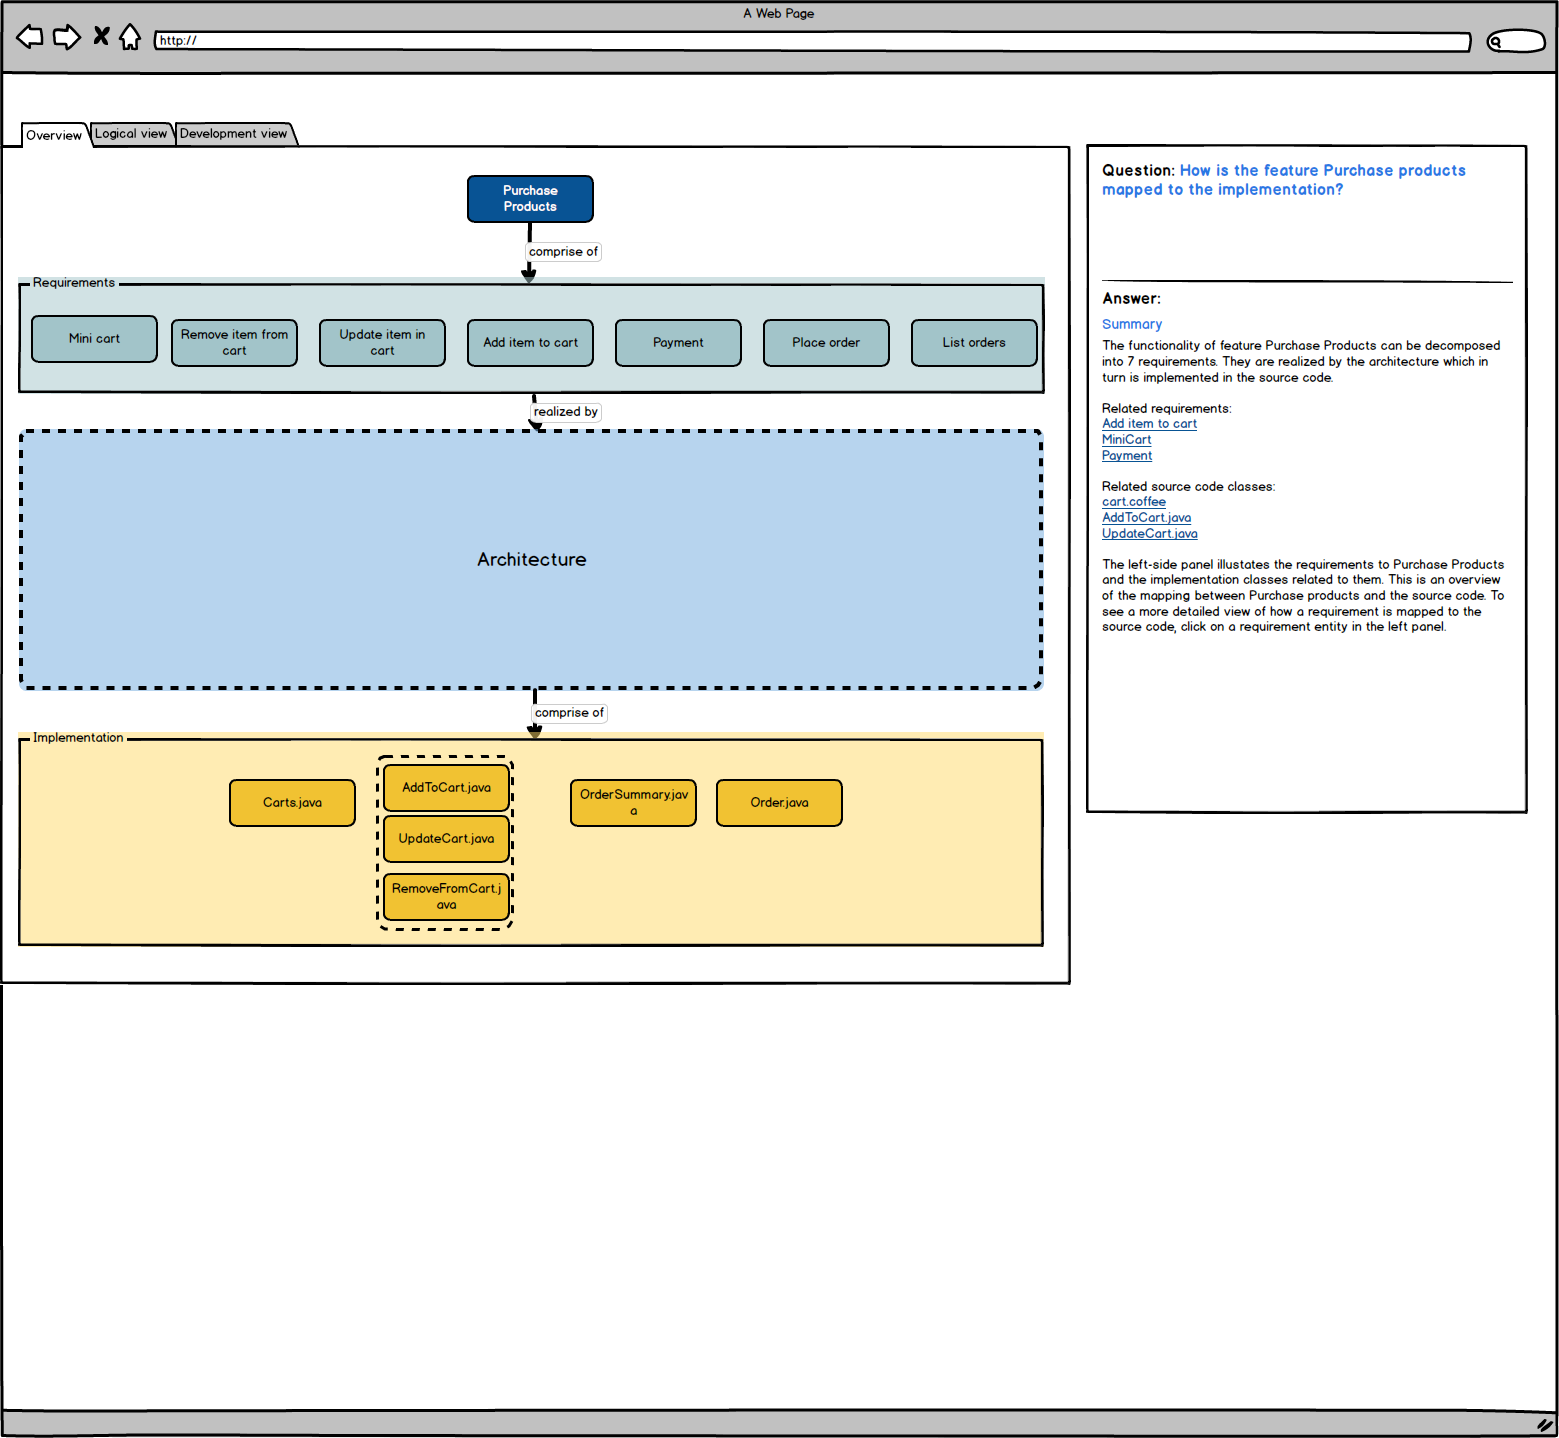 A Web Page
http://
Overview
Logical view
Development view
Purchase
Products
comprise of
Requirements
Mini cart
Remove item from
cart
Update item in
cart
Add item to cart
Payment
Place order
List orders
realized by
Architecture
comprise of
Implementation
Carts.java
AddToCart.java
UpdateCart.java
RemoveFromCart.j
ava
OrderSummary.jav
a
Order.java
Question: How is the feature Purchase products
mapped to the implementation?
Answer:
Summary
The functionality of feature Purchase Products can be decomposed
into 7 requirements. They are realized by the architecture which in
turn is implemented in the source code.
Related requirements:
Add item to cart
MiniCart
Payment
Related source code classes:
cart.coffee
AddToCart.java
UpdateCart.java
The left-side panel illustates the requirements to Purchase Products
and the implementation classes related to them. This is an overview
of the mapping between Purchase products and the source code. To
see a more detailed view of how a requirement is mapped to the
source code, click on a requirement entity in the left panel.